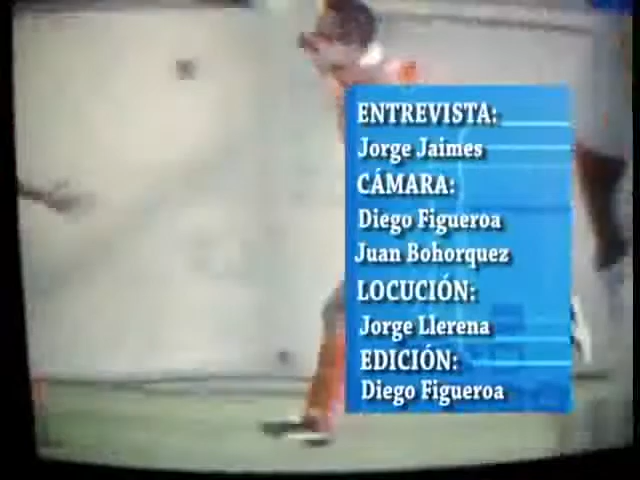 ENTREVISTA:
Jorge Jaimes
CÁMARA:
Diego Figueroa
Juan Bohorquez
LOCUCIÓN:
Jorge Llerena
EDICIÓN:
Diego Figueroa